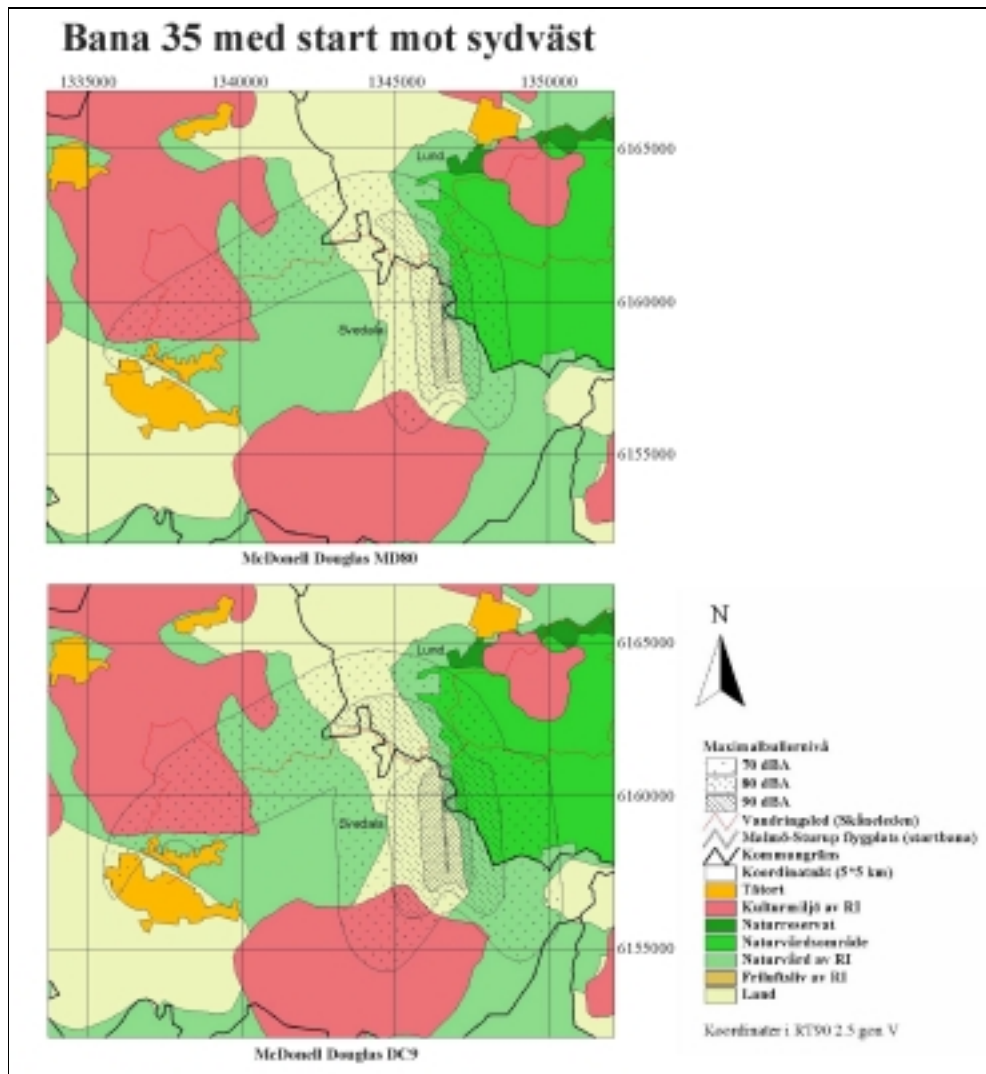 Bana 35 med start mot sydväst
1335000 1340000 1345000 1350000
Lund
6165000
6160000
Svedala
6155000
McDonell Douglas MD80
Lund
6165000
6160000
Svedala
6155000
McDonell Douglas DC9
N
Maximalbullernivå
70 dBA
80 dBA
90 dBA
Vandringsled (Skåneleden)
Malmö-Sturup flygplats (startbana)
Kommungräns
Koordinatnät (5*5 km)
Tätort
Kulturmiljö av RI
Naturreservat
Naturvårdsområde
Naturvård av RI
Friluftsliv av RI
Land
Koordinater i RT90 2.5 gon V